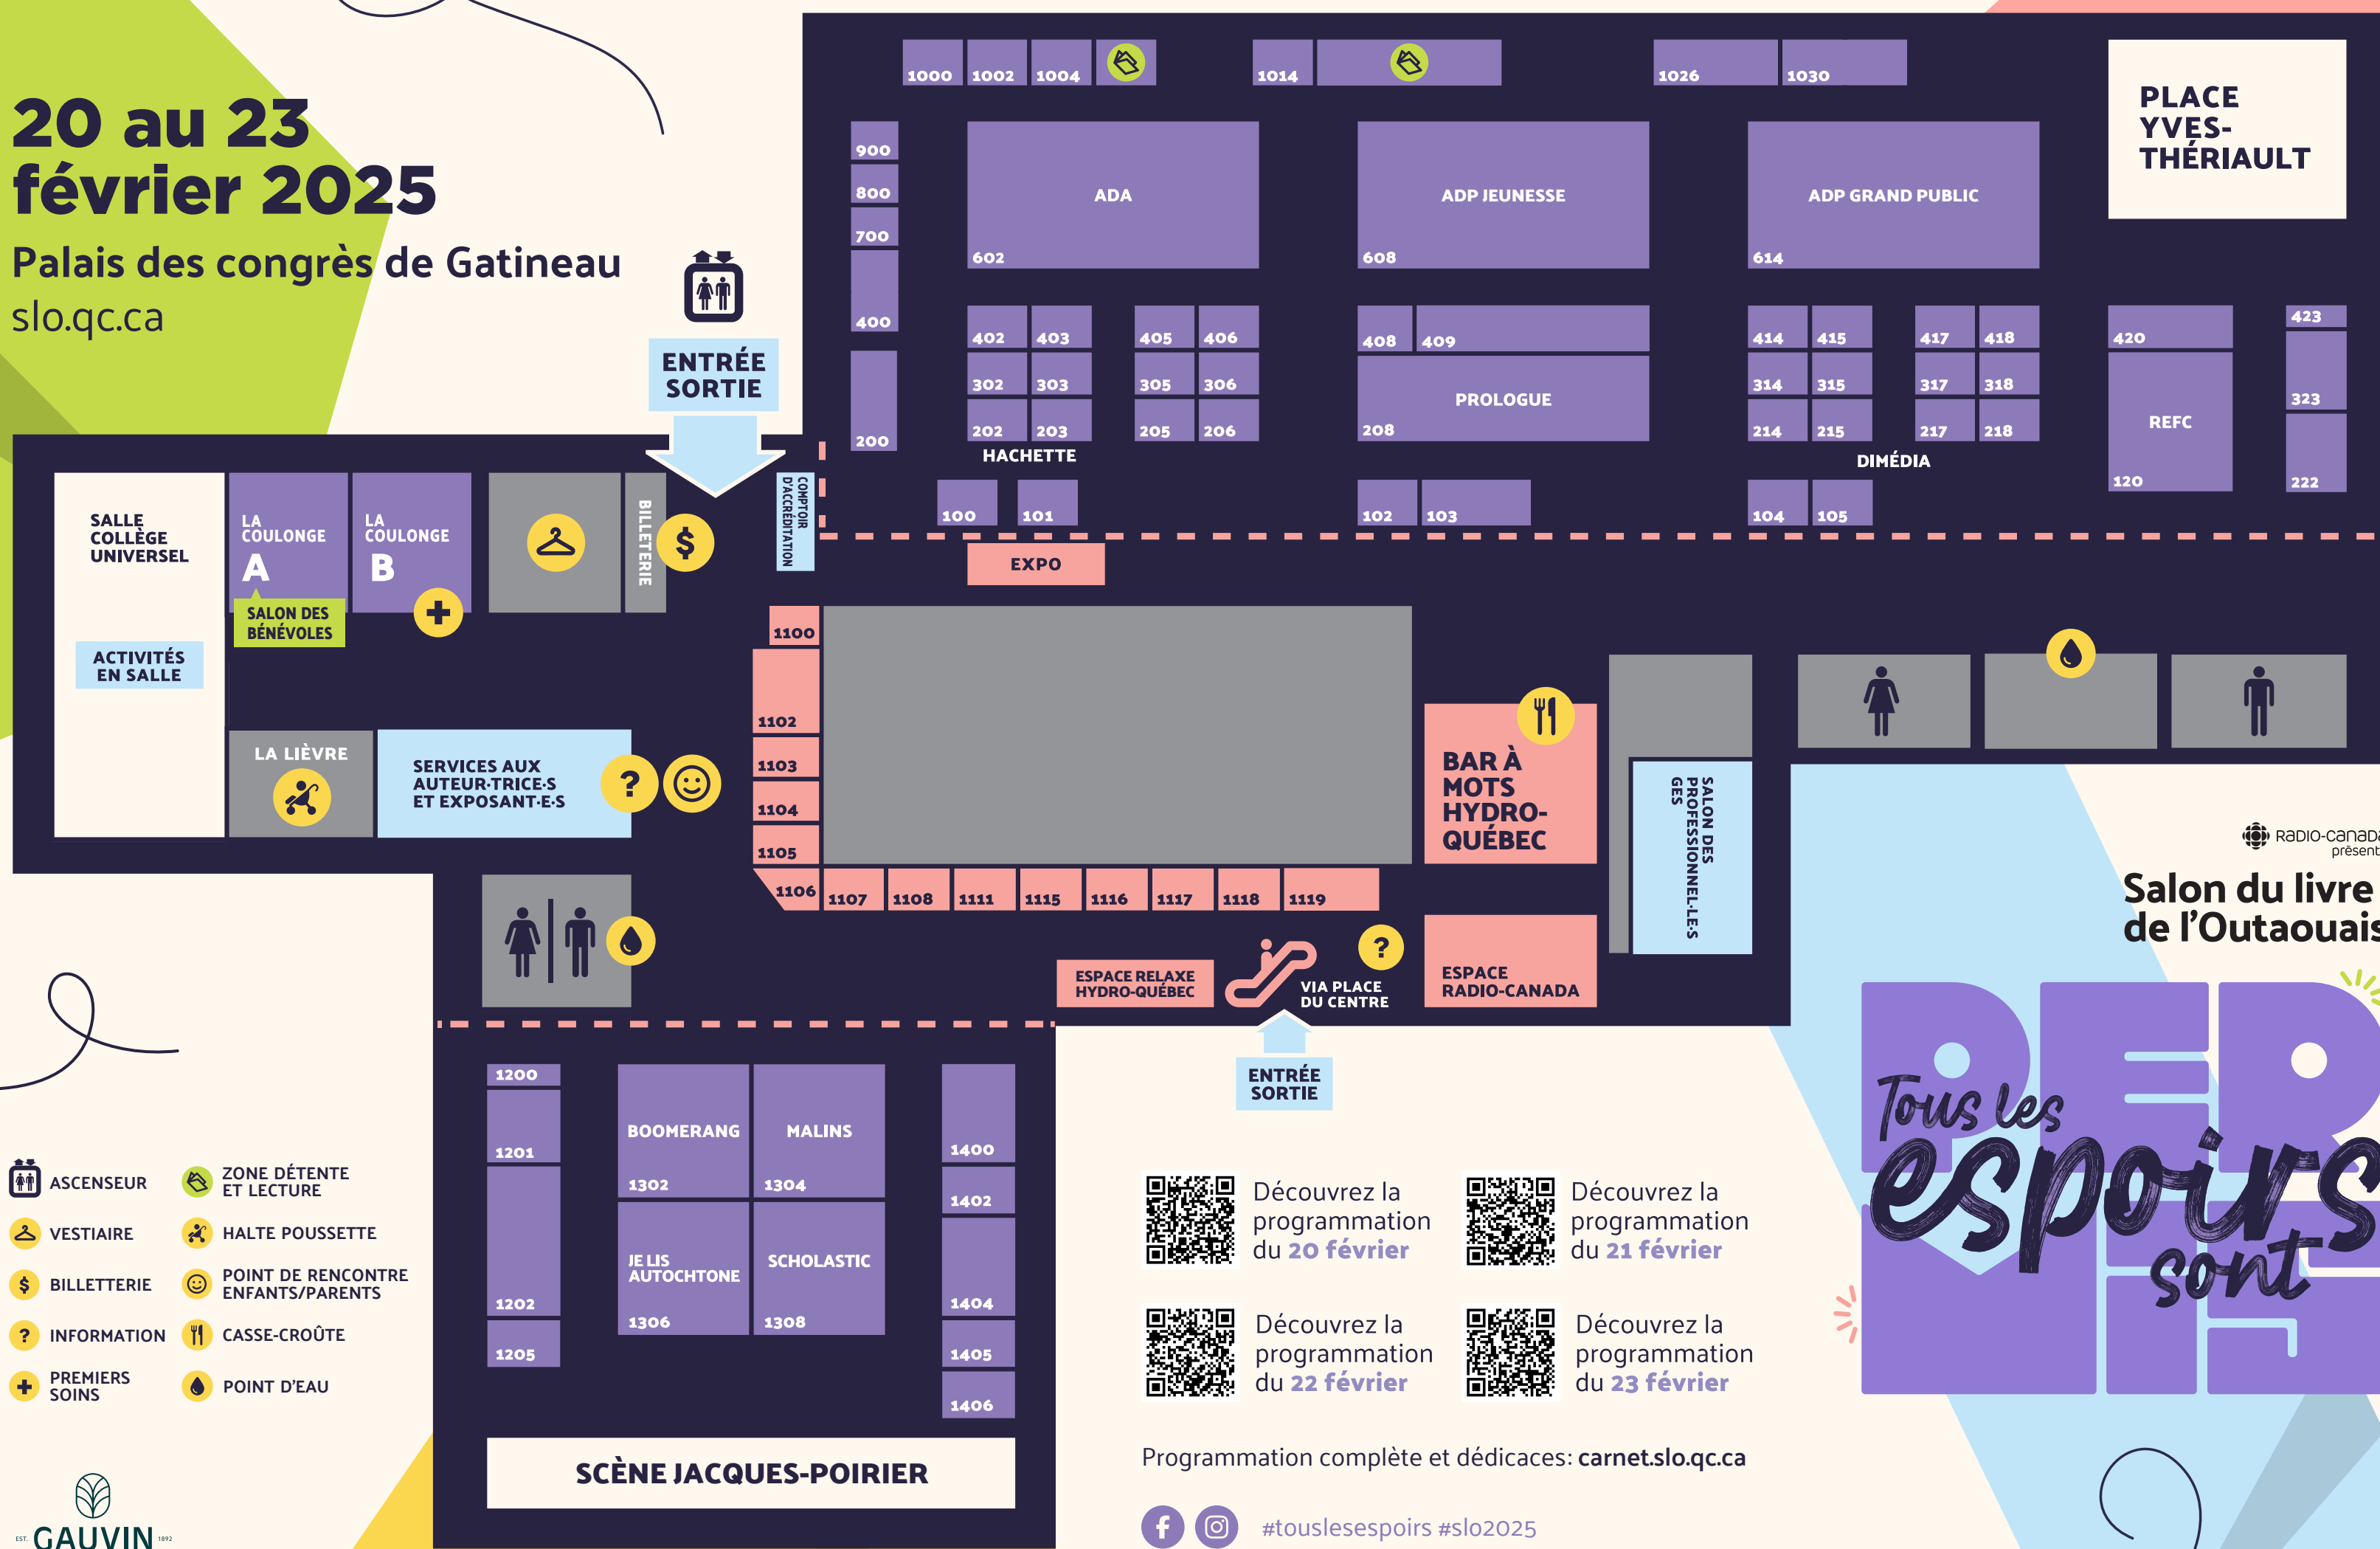 20 au 23
février 2025
Palais des congrès de Gatineau
slo.qc.ca
ENTRÉE
SORTIE
1000
1002
1004
1014
1026
1030
PLACE
YVES-
THÉRIAULT
900
800
700
400
200
ADA
602
ADP JEUNESSE
608
ADP GRAND PUBLIC
614
402
403
405
406
408
409
414
415
417
418
420
423
302
303
305
306
PROLOGUE
208
314
315
317
318
REFC
120
323
202
203
205
206
214
215
217
218
222
HACHETTE
DIMÉDIA
100
101
102
103
104
105
SALLE
COLLÈGE
UNIVERSEL
ACTIVITÉS
EN SALLE
LA
COULONGE
A
SALON DES
BÉNÉVOLES
LA
COULONGE
B
BILLETERIE
$
COMPTOIR
D'ACCRÉDITATION
EXPO
LA LIÈVRE
SERVICES AUX
AUTEUR·TRICE·S
ET EXPOSANT·E·S
?
1100
1102
1103
1104
1105
1106
1107
1108
1111
1115
1116
1117
1118
1119
BAR À
MOTS
HYDRO-
QUÉBEC
SALON DES
PROFESSIONNEL·LE·S
GES
ESPACE RELAXE
HYDRO-QUÉBEC
?
VIA PLACE
DU CENTRE
ESPACE
RADIO-CANADA
ENTRÉE
SORTIE
1200
1201
1202
1205
BOOMERANG
1302
MALINS
1304
JE LIS
AUTOCHTONE
1306
SCHOLASTIC
1308
1400
1402
1404
1405
1406
SCÈNE JACQUES-POIRIER
ASCENSEUR
VESTIAIRE
$ BILLETTERIE
? INFORMATION
PREMIERS
SOINS
ZONE DÉTENTE
ET LECTURE
HALTE POUSSETTE
POINT DE RENCONTRE
ENFANTS/PARENTS
CASSE-CROÛTE
POINT D'EAU
EST. GAUVIN 1892
Découvrez la
programmation
du 20 février
Découvrez la
programmation
du 21 février
Découvrez la
programmation
du 22 février
Découvrez la
programmation
du 23 février
Programmation complète et dédicaces: carnet.slo.qc.ca
#touslesespoirs #slo2025
RADIO-CANADA
présent
Salon du livre
de l'Outaouais
Tous les
espoirs
sont
PER